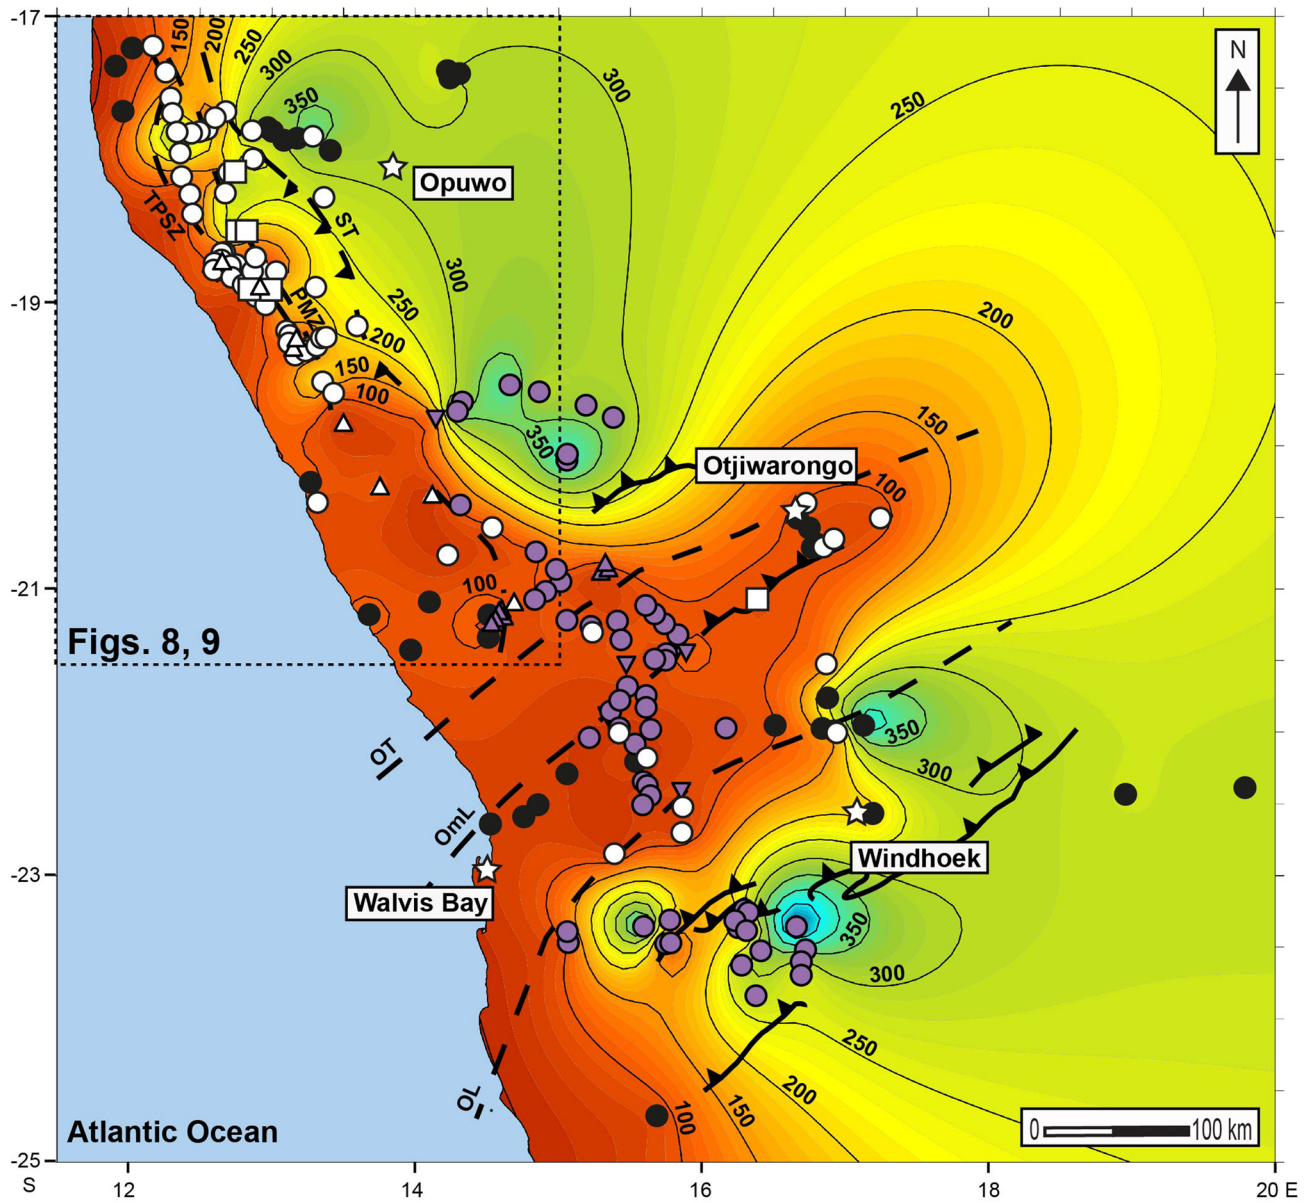 -17
150
200
250
300
350
300
250
N
Opuwo
TPSZ
ST
300
-19
PMZ
250
200
200
150
100
350
150
Otjiwarongo
100
-21
100
Figs. 8, 9
350
OT
300
OmL
-23
Windhoek
Walvis Bay
350
300
250
200
OL
100
150
Atlantic Ocean
0 100 km
-25
S
12 14 16 18 20 E